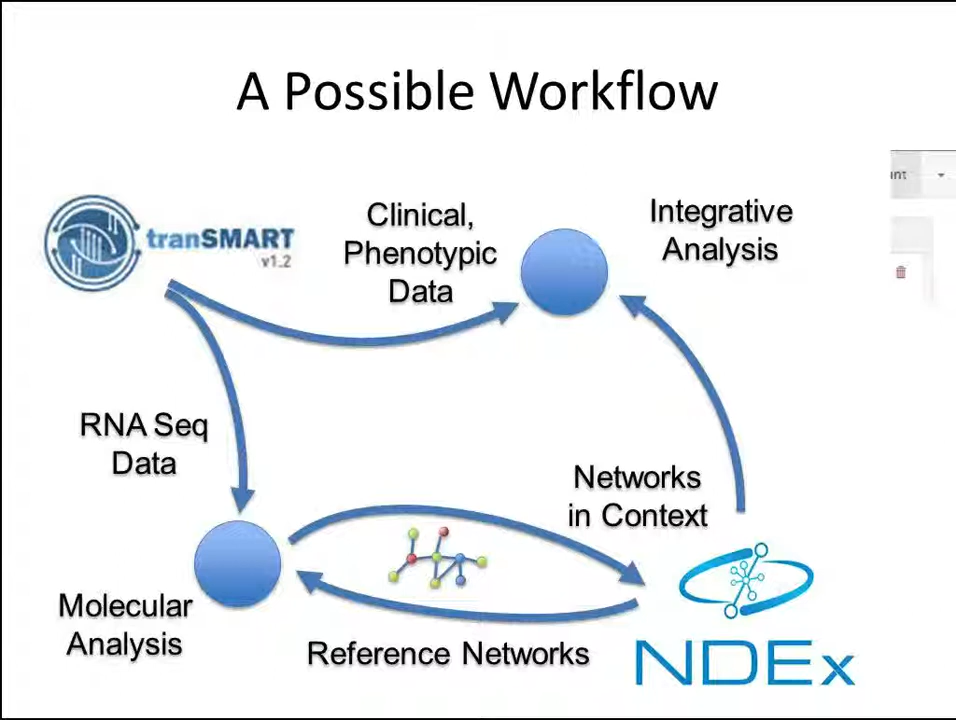 A Possible Workflow
tranSMART
v1.2
Clinical,
Phenotypic
Data
Integrative
Analysis
RNA Seq
Data
Networks
in Context
Molecular
Analysis
Reference Networks
NDEx